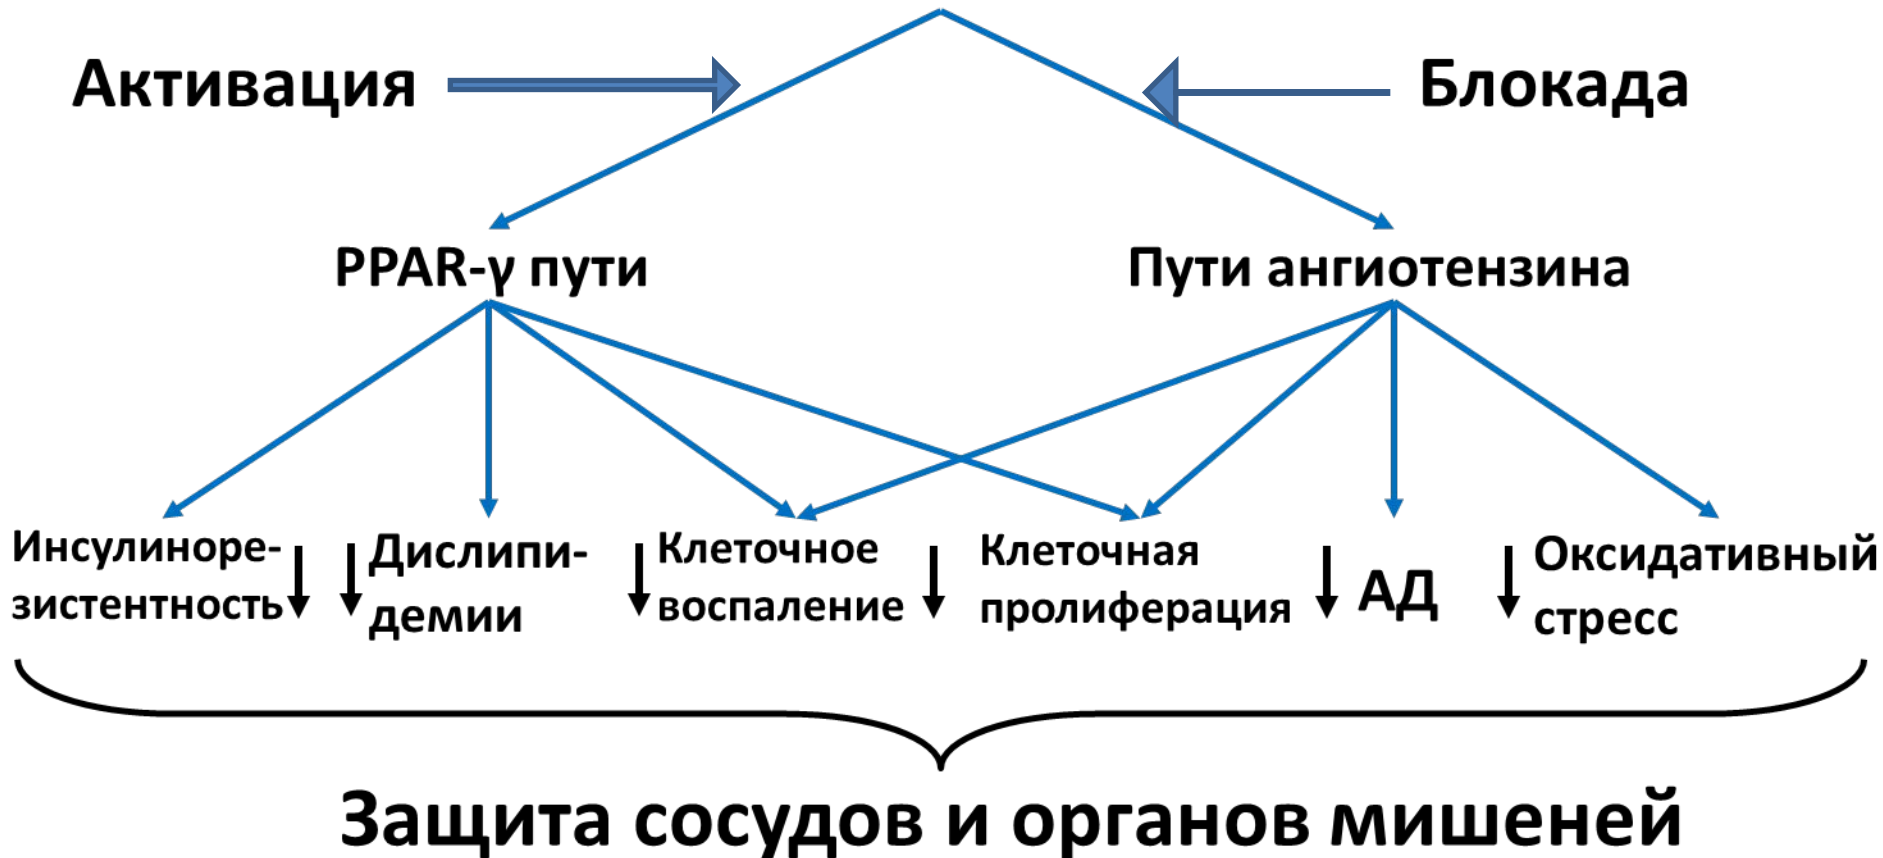 Активация
Блокада
PPAR-γ пути
Пути ангиотензина
Инсулиноре-
зистентность
Дислипи-
демии
Клеточное
воспаление
Клеточная
пролиферация
АД
Оксидативный
стресс
Защита сосудов и органов мишеней